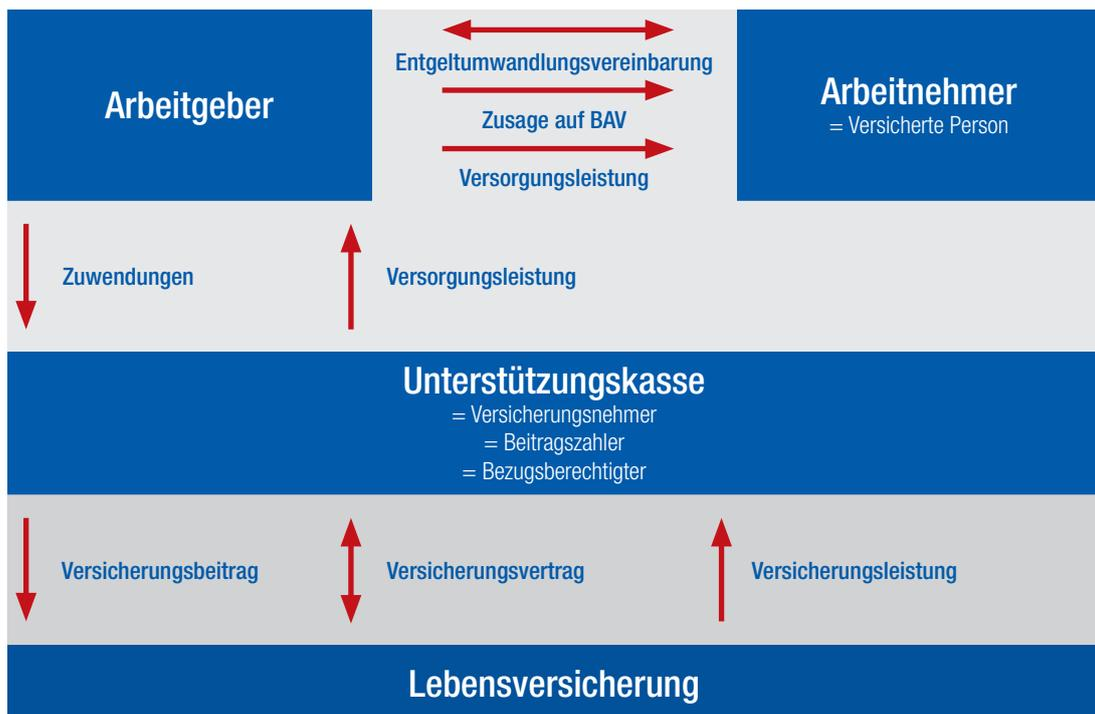 Arbeitgeber
Entgeltumwandlungsvereinbarung
Zusage auf BAV
Versorgungsleistung
Arbeitnehmer
= Versicherte Person
Zuwendungen
Versorgungsleistung
Unterstützungskasse
= Versicherungsnehmer
= Beitragszahler
= Bezugsberechtigter
Versicherungsbeitrag
Versicherungsvertrag
Versicherungsleistung
Lebensversicherung